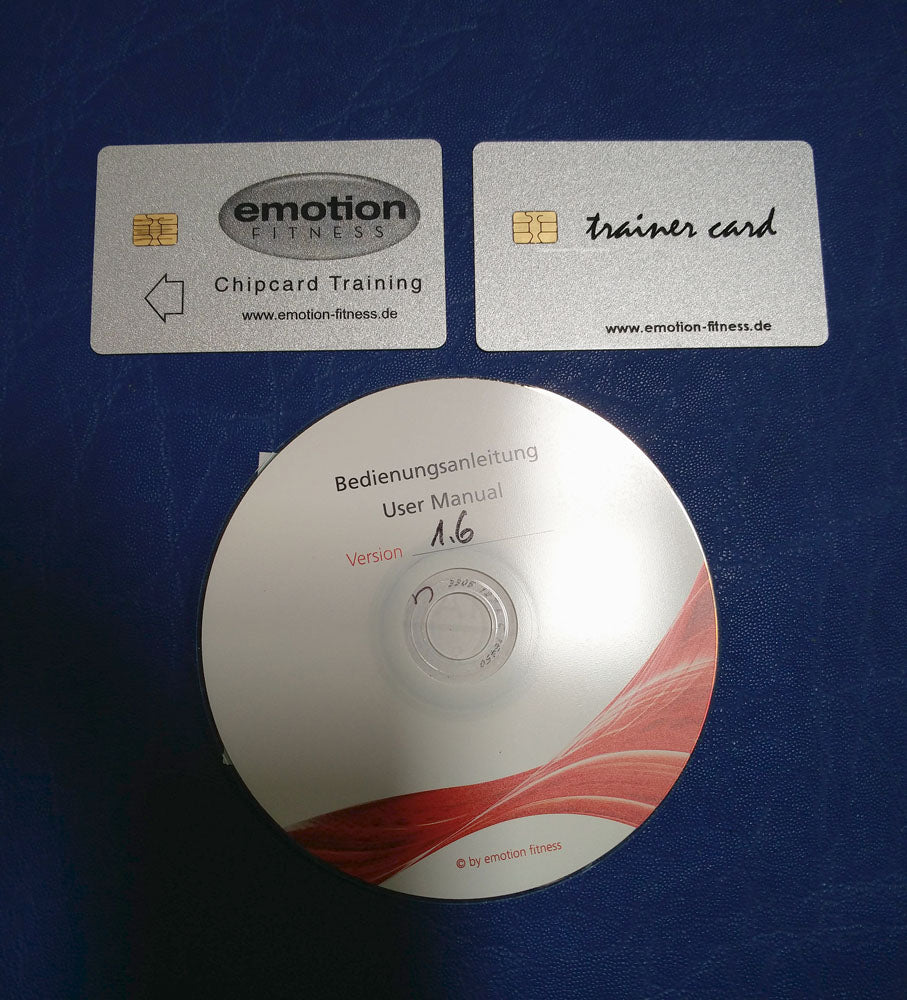 emotion
FITNESS
Chipcard Training
www.emotion-fitness.de
trainer card
www.emotion-fitness.de
Bedienungsanleitung
User Manual
Version 1.6
© by emotion fitness